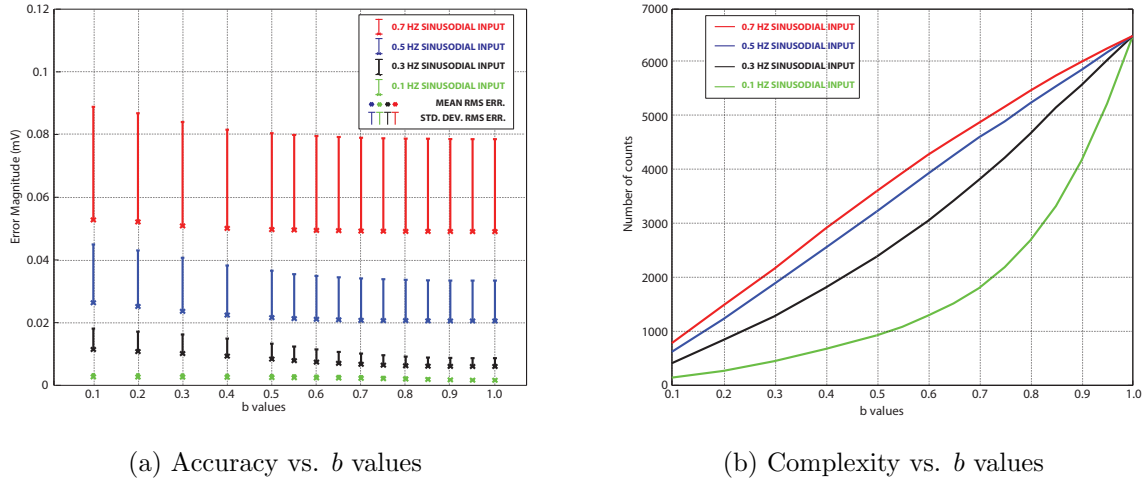 0.12
0.1
0.08
0.06
0.04
0.02
0
Error Magnitude (mV)
0.7 HZ SINUSODIAL INPUT
0.5 HZ SINUSODIAL INPUT
0.3 HZ SINUSODIAL INPUT
0.1 HZ SINUSODIAL INPUT
MEAN RMS ERR.
STD. DEV. RMS ERR.
0.1 0.2 0.3 0.4 0.5 0.6 0.7 0.8 0.9 1.0
b values
(a) Accuracy vs. b values
7000
6000
5000
4000
3000
2000
1000
0
Number of counts
0.7 HZ SINUSODIAL INPUT
0.5 HZ SINUSODIAL INPUT
0.3 HZ SINUSODIAL INPUT
0.1 HZ SINUSODIAL INPUT
0.1 0.2 0.3 0.4 0.5 0.6 0.7 0.8 0.9 1.0
b values
(b) Complexity vs. b values